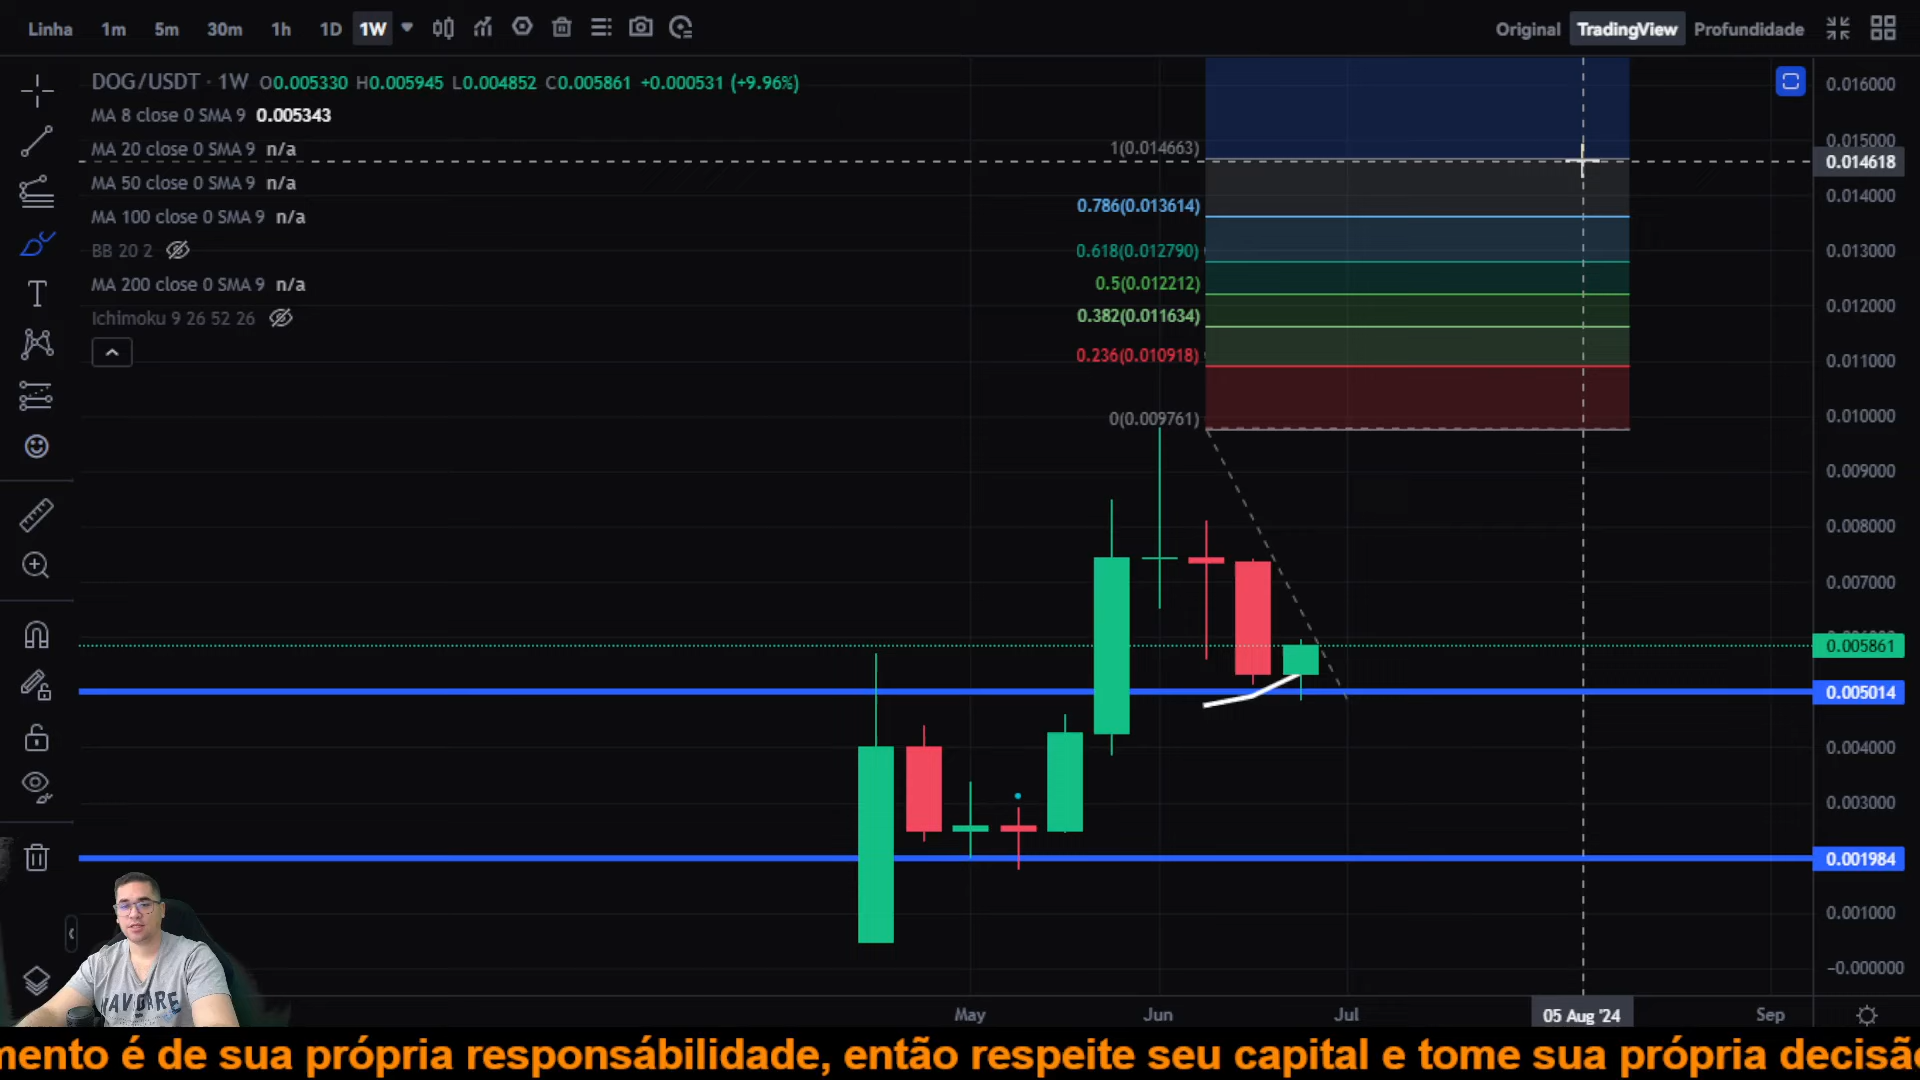 Linha 1m 5m 30m 1h 1D 1W Original TradingView Profundidade
DOG/USDT · 1W O0.005330 H0.005945 L0.004852 C0.005861 +0.000531 (+9.96%)
MA 8 close 0 SMA 9 0.005343
MA 20 close 0 SMA 9 n/a
MA 50 close 0 SMA 9 n/a
MA 100 close 0 SMA 9 n/a
BB 20 2
MA 200 close 0 SMA 9 n/a
Ichimoku 9 26 52 26
1(0.014663)
0.786(0.013614)
0.618(0.012790)
0.5(0.012212)
0.382(0.011634)
0.236(0.010918)
0(0.009761)
0.016000
0.015000
0.014618
0.014000
0.013000
0.012000
0.011000
0.010000
0.009000
0.008000
0.007000
0.005861
0.005014
0.004000
0.003000
0.001984
0.001000
-0.000000
May Jun Jul 05 Aug '24 Sep
mento é de sua própria responsábilidade, então respeite seu capital e tome sua própria decisão